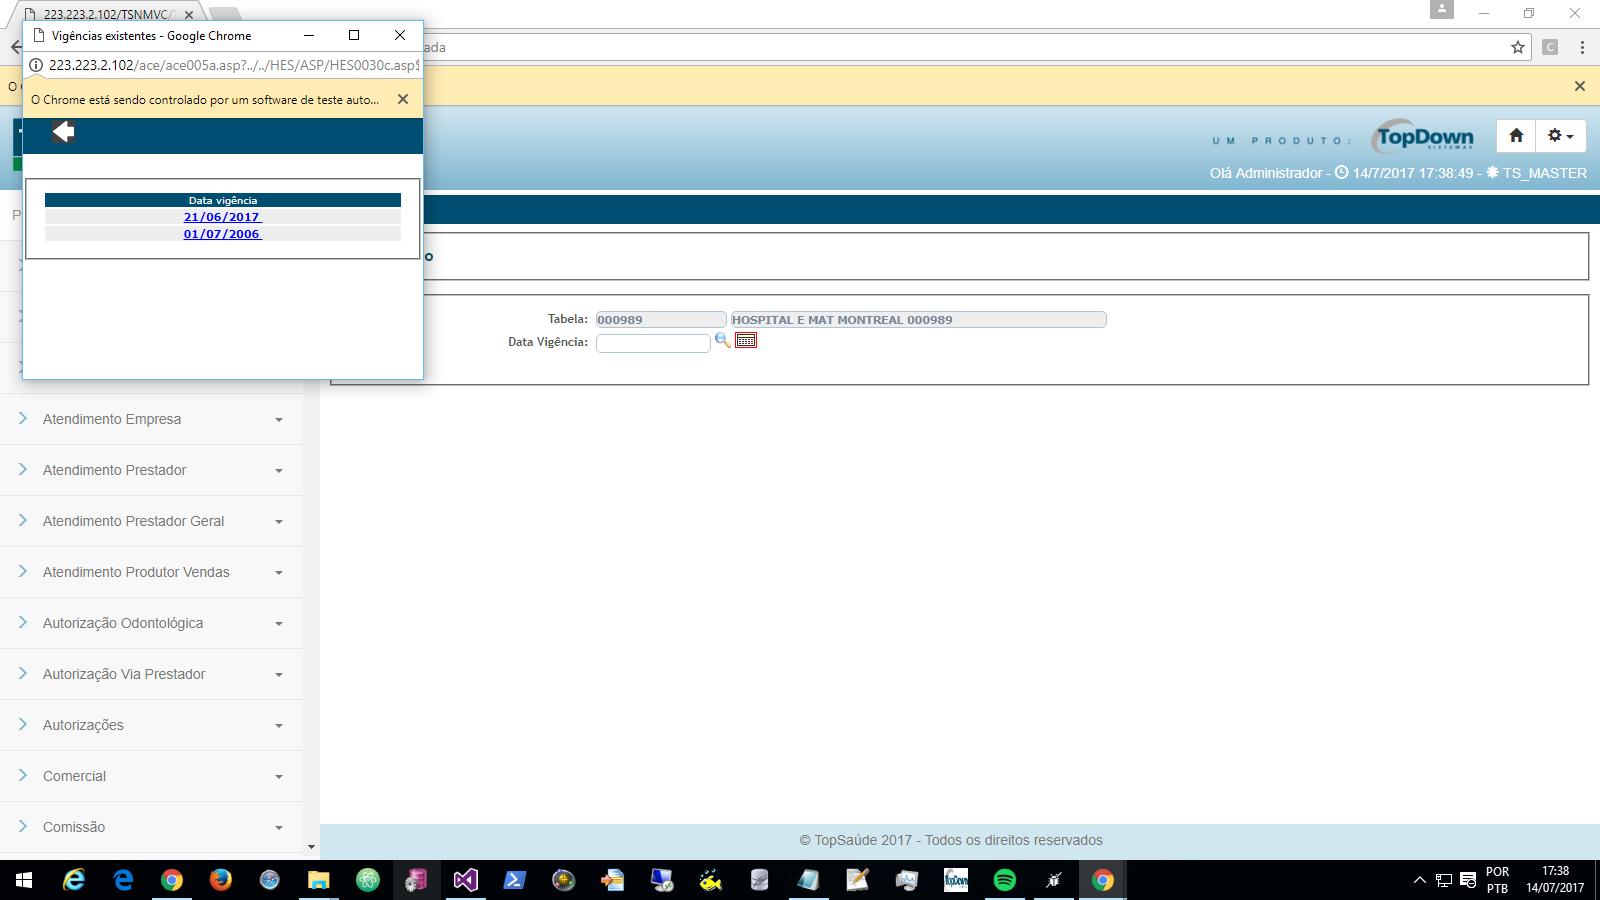 223.223.2.102/TSNMVC/
Vigências existentes - Google Chrome
ada
223.223.2.102/ace/ace005a.asp?../../HES/ASP/HES0030c.asp
C
O
O Chrome está sendo controlado por um software de teste auto...
UM PRODUTO:
TopDown
SISTEMAS
Olá Administrador - 14/7/2017 17:38:49 - TS_MASTER
Data vigência
21/06/2017
01/07/2006
P
o
Tabela: 000989 HOSPITAL E MAT MONTREAL 000989
Data Vigência:
Atendimento Empresa
Atendimento Prestador
Atendimento Prestador Geral
Atendimento Produtor Vendas
Autorização Odontológica
Autorização Via Prestador
Autorizações
Comercial
Comissão
© TopSaúde 2017 - Todos os direitos reservados
TopDown
POR
PTB
17:38
14/07/2017